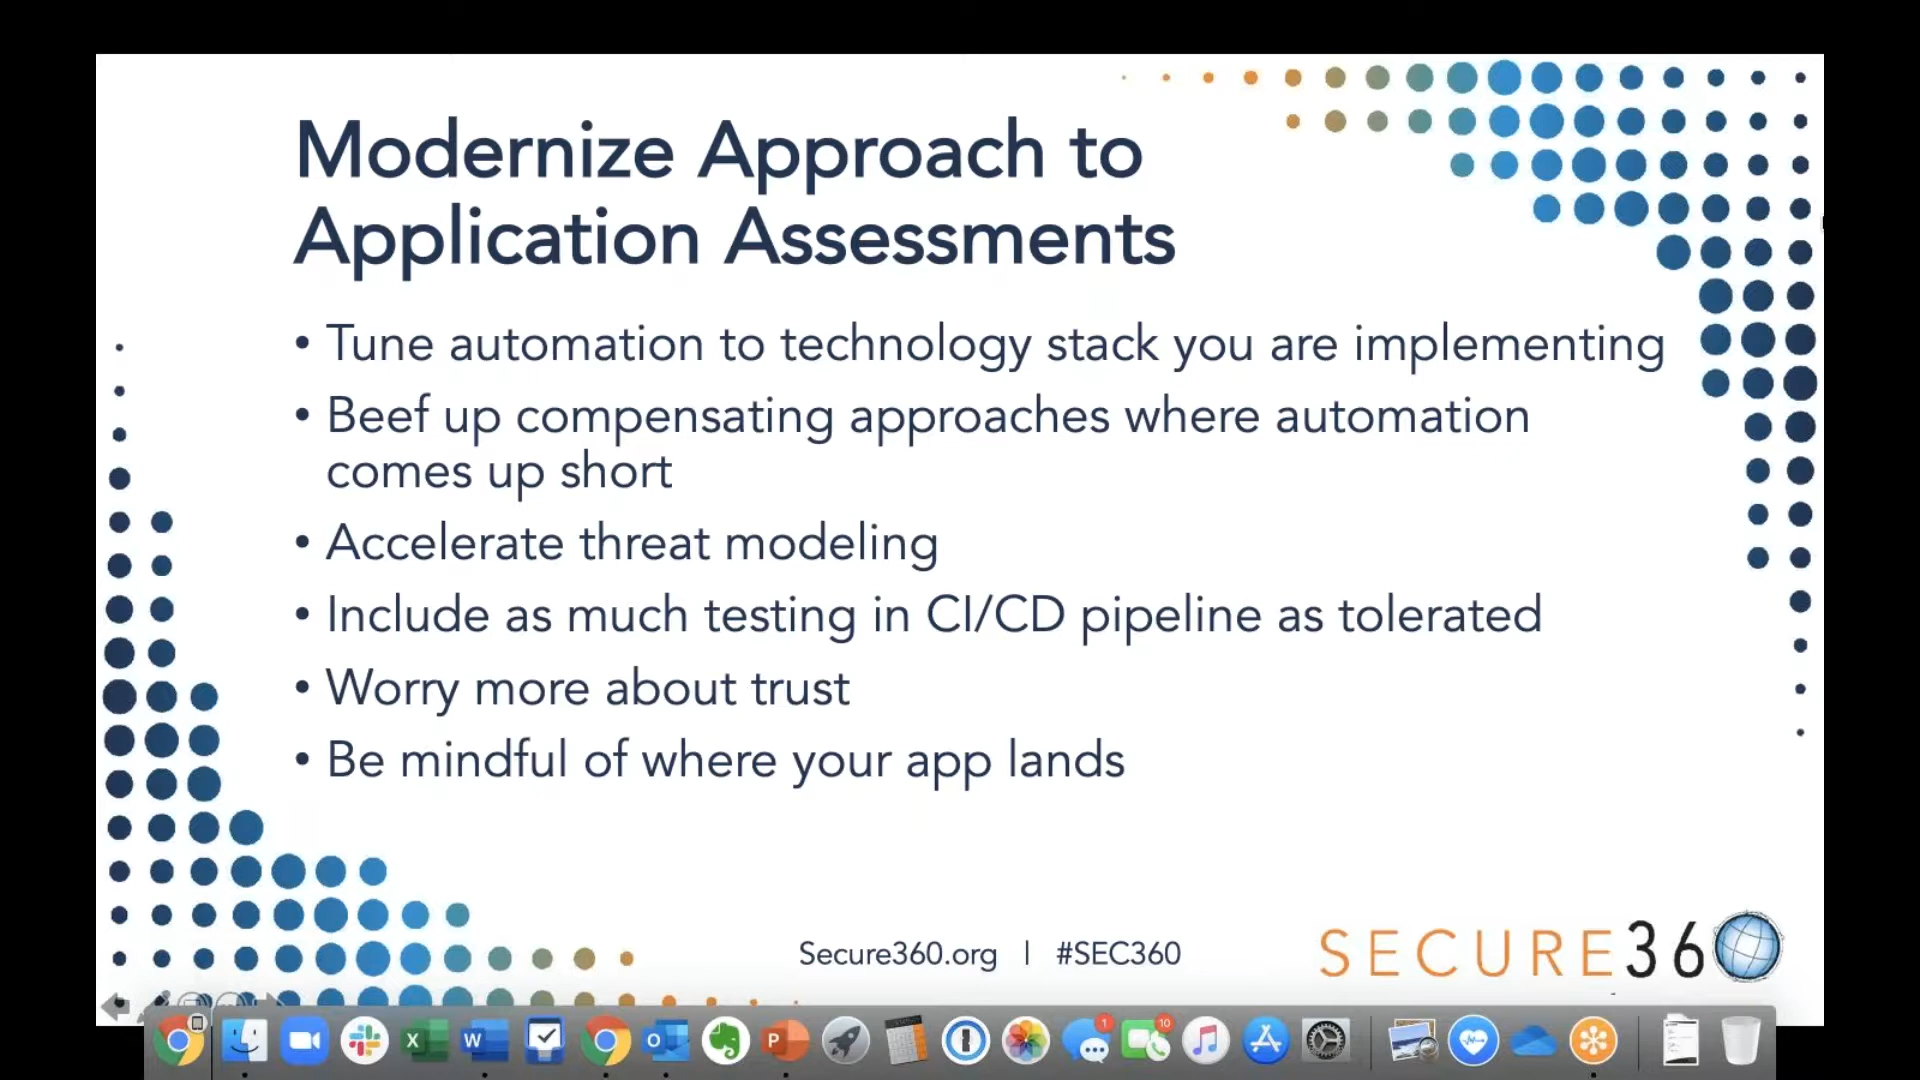 Modernize Approach to
Application Assessments
• Tune automation to technology stack you are implementing
• Beef up compensating approaches where automation
comes up short
• Accelerate threat modeling
• Include as much testing in CI/CD pipeline as tolerated
• Worry more about trust
• Be mindful of where your app lands
Secure360.org | #SEC360
SECURE360
X
W
O
P
1
10